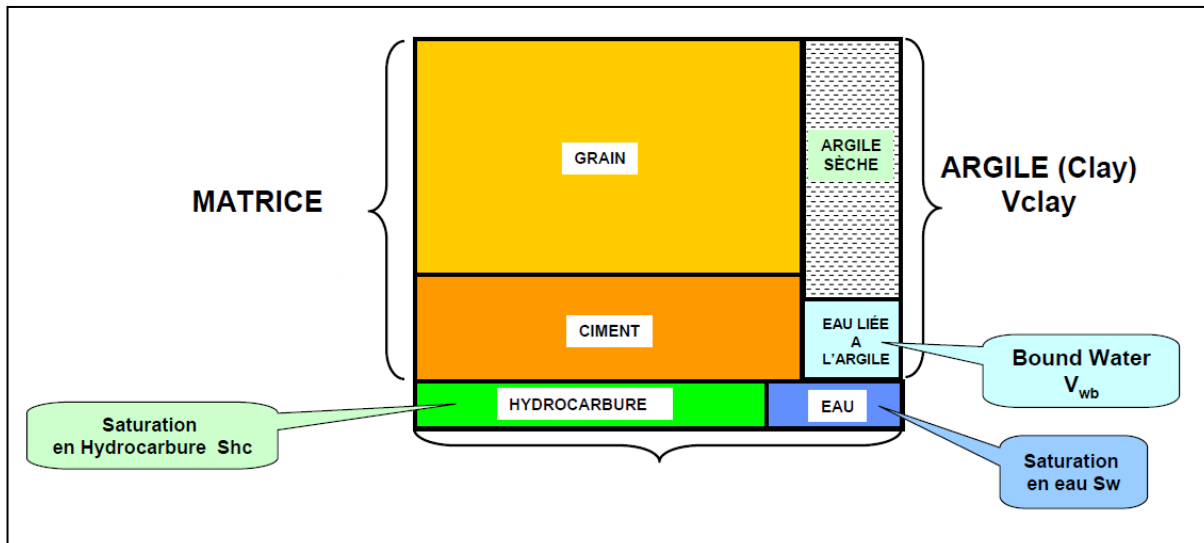 MATRICE
GRAIN
CIMENT
ARGILE
SÈCHE
EAU LIÉE
A
L'ARGILE
ARGILE (Clay)
Vclay
Bound Water
Vwb
HYDROCARBURE
EAU
Saturation
en Hydrocarbure Shc
Saturation
en eau Sw